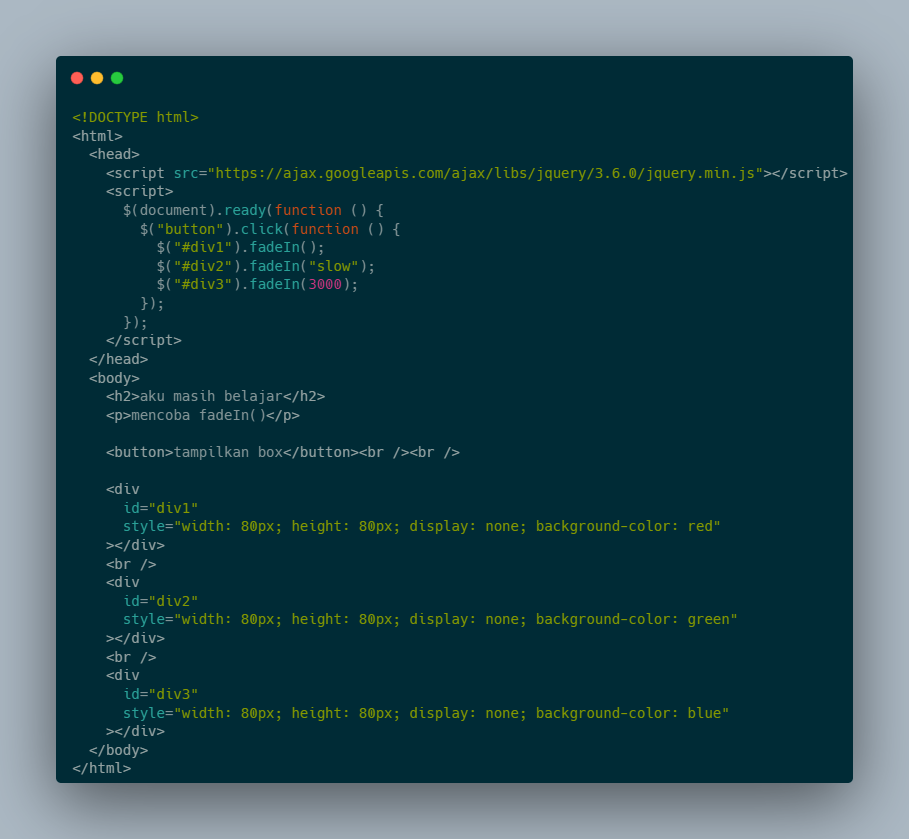 <!DOCTYPE html>
<html>
  <head>
    <script src="https://ajax.googleapis.com/ajax/libs/jquery/3.6.0/jquery.min.js"></script>
    <script>
      $(document).ready(function () {
        $("button").click(function () {
          $("#div1").fadeIn();
          $("#div2").fadeIn("slow");
          $("#div3").fadeIn(3000);
        });
      });
    </script>
  </head>
  <body>
    <h2>aku masih belajar</h2>
    <p>mencoba fadeIn()</p>

    <button>tampilkan box</button><br /><br />

    <div
      id="div1"
      style="width: 80px; height: 80px; display: none; background-color: red"
    ></div>
    <br />
    <div
      id="div2"
      style="width: 80px; height: 80px; display: none; background-color: green"
    ></div>
    <br />
    <div
      id="div3"
      style="width: 80px; height: 80px; display: none; background-color: blue"
    ></div>
  </body>
</html>